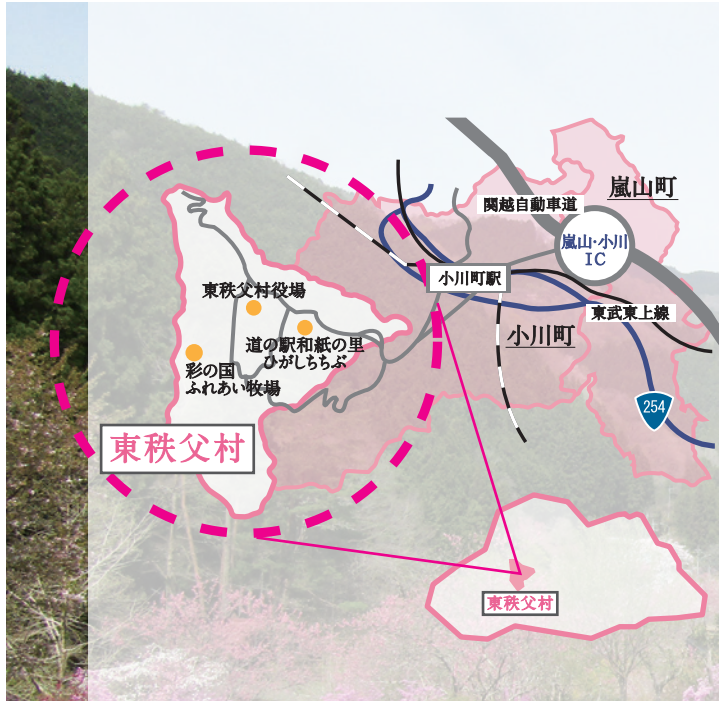 嵐山町
関越自動車道
嵐山・小川
IC
小川町駅
東秩父村役場
東武東上線
道の駅和紙の里
ひがしちちぶ
小川町
彩の国
ふれあい牧場
254
東秩父村
東秩父村